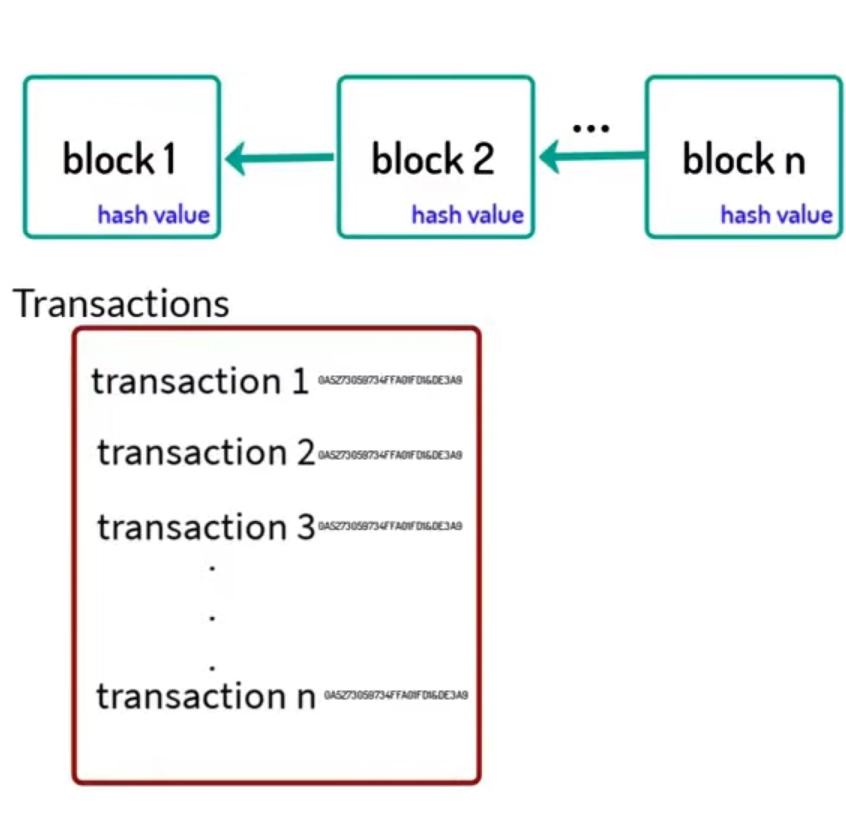 block 1
hash value
block 2
hash value
...
block n
hash value
Transactions
transaction 1
transaction 2
transaction 3
.
.
.
transaction n